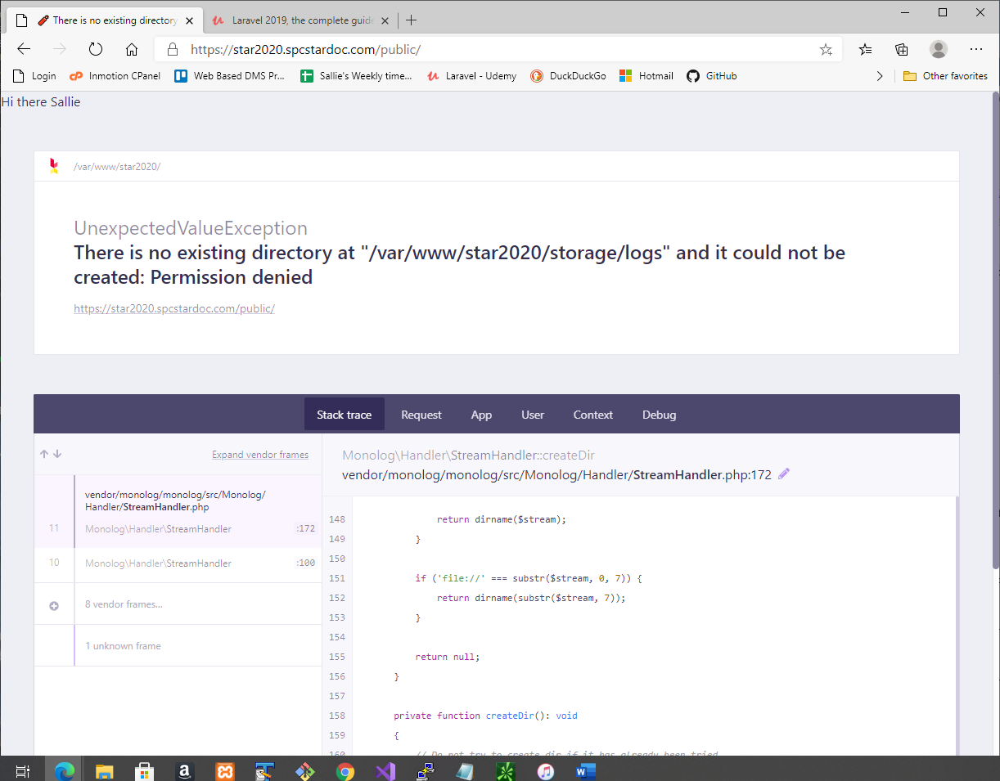 There is no existing directory
Laravel 2019, the complete guide
https://star2020.spcstardoc.com/public/
Login
Inmotion CPanel
Web Based DMS Pr...
Sallie's Weekly time...
Laravel - Udemy
DuckDuckGo
Hotmail
GitHub
Other favorites
Hi there Sallie
/var/www/star2020/
UnexpectedValueException
There is no existing directory at "/var/www/star2020/storage/logs" and it could not be
created: Permission denied
https://star2020.spcstardoc.com/public/
Stack trace
Request
App
User
Context
Debug
Expand vendor frames
vendor/monolog/monolog/src/Monolog/
Handler/StreamHandler.php
11 Monolog\Handler\StreamHandler :172
10 Monolog\Handler\StreamHandler :100
8 vendor frames...
1 unknown frame
Monolog\Handler\StreamHandler::createDir
vendor/monolog/monolog/src/Monolog/Handler/StreamHandler.php:172
148 return dirname($stream);
149 }
150
151 if ('file://' === substr($stream, 0, 7)) {
152 return dirname(substr($stream, 7));
153 }
154
155 return null;
156 }
157
158 private function createDir(): void
159 {
160 // Do not try to create dir if it has already been tried.